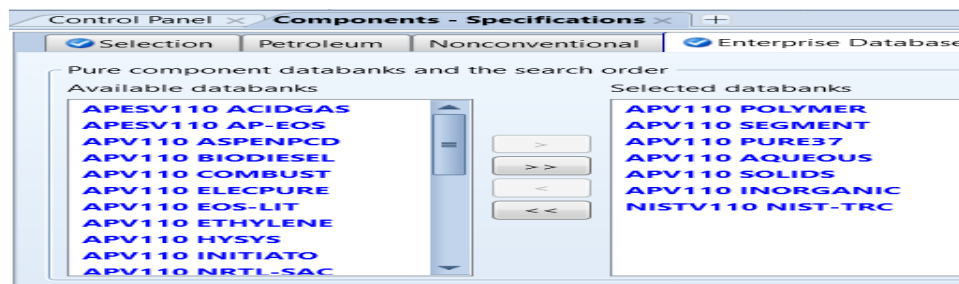 Control Panel × Components - Specifications × +
Selection Petroleum Nonconventional Enterprise Database
Pure component databanks and the search order
Available databanks Selected databanks
APESV110 ACIDGAS
APESV110 AP-EOS
APV110 ASPENPCD
APV110 BIODIESEL
APV110 COMBUST
APV110 ELECPURE
APV110 EOS-LIT
APV110 ETHYLENE
APV110 HYSYS
APV110 INITIATO
APV110 NRTL-SAC
>
>>
<
<<
APV110 POLYMER
APV110 SEGMENT
APV110 PURE37
APV110 AQUEOUS
APV110 SOLIDS
APV110 INORGANIC
NISTV110 NIST-TRC